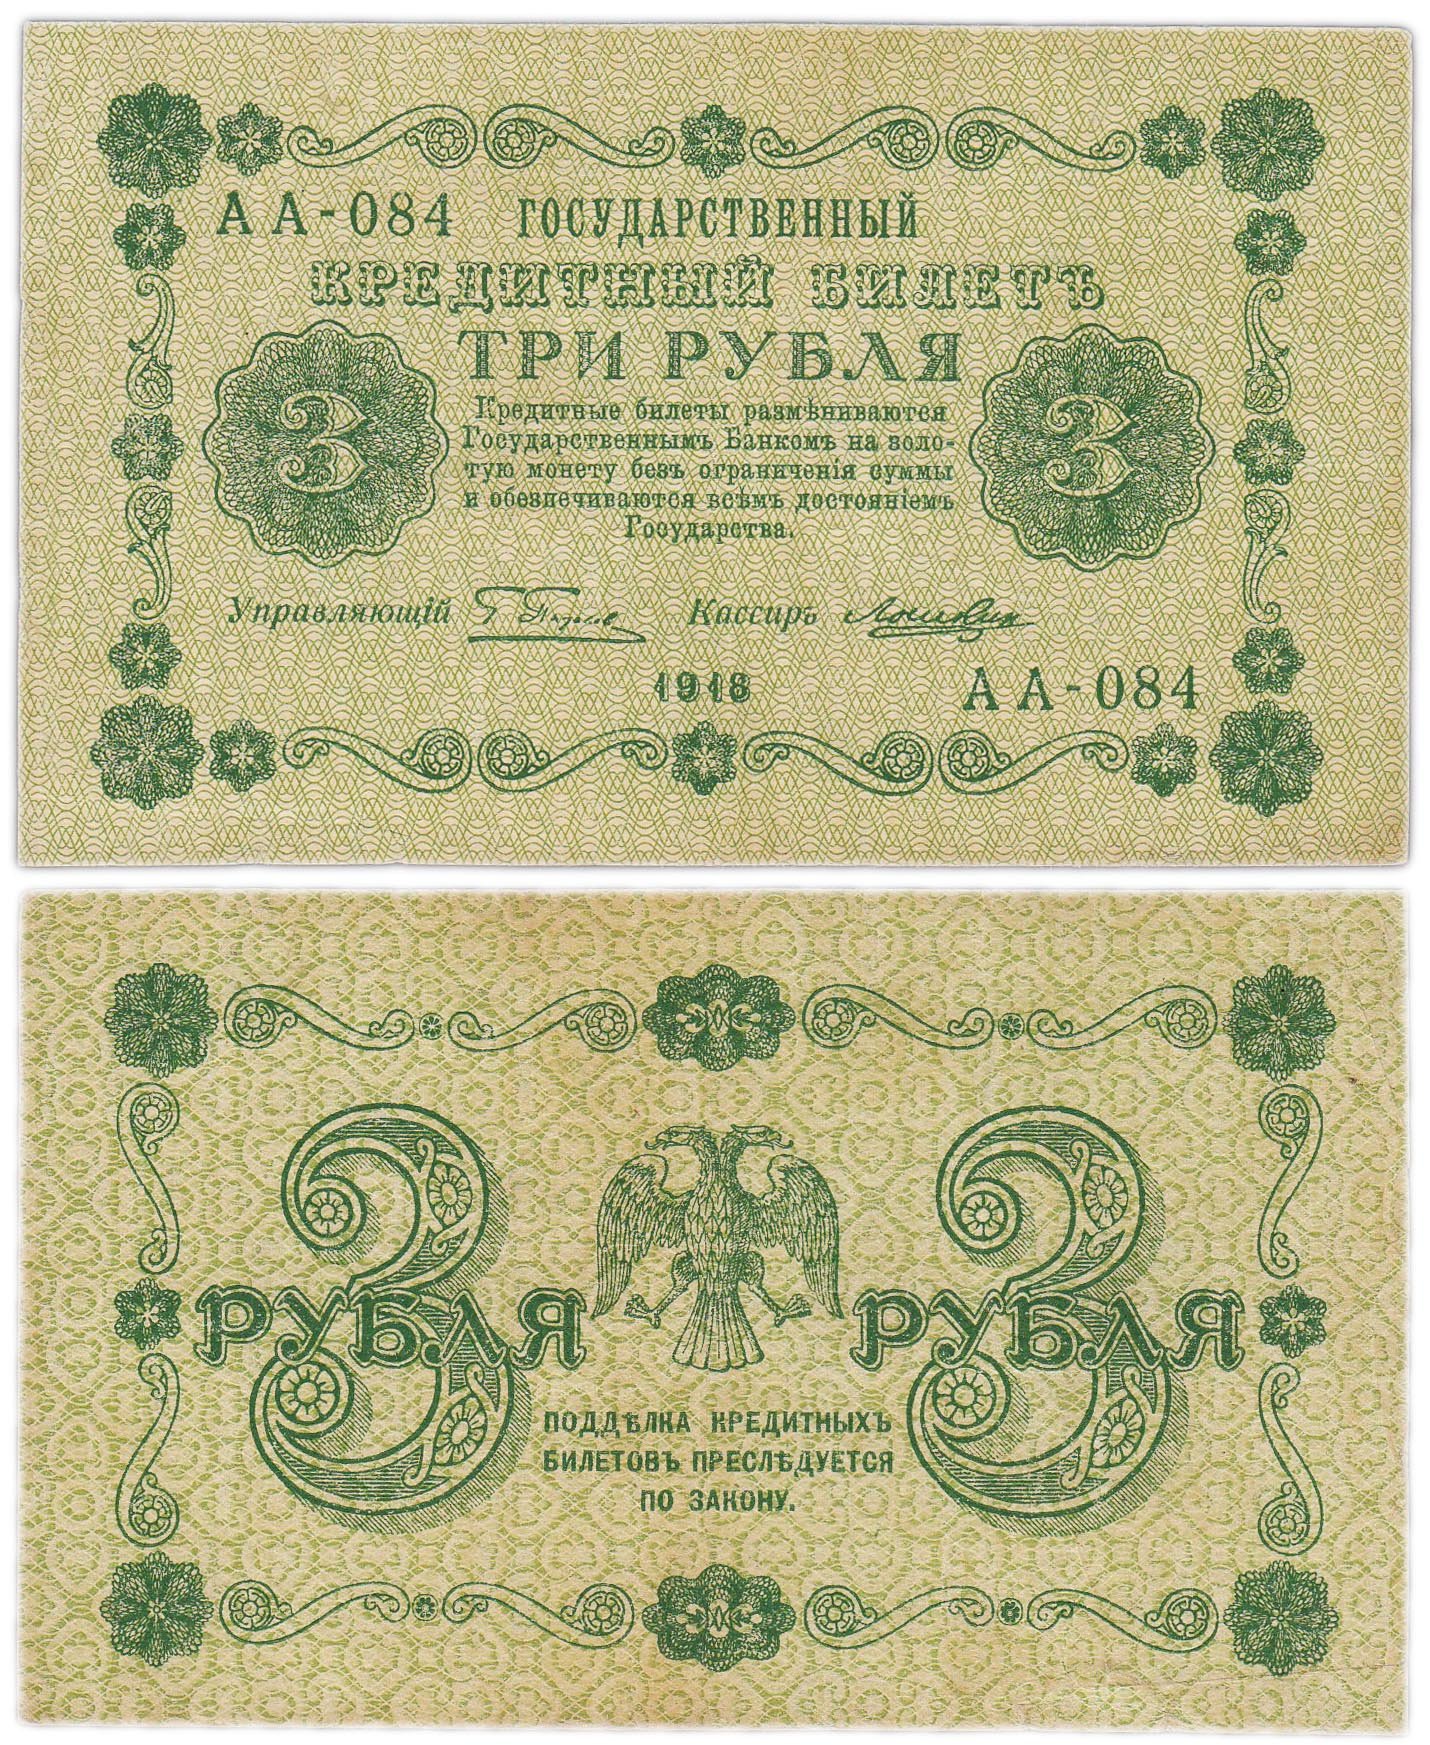 АА-084 ГОСУДАРСТВЕННЫЙ
КРЕДИТНЫЙ БИЛЕТЪ
ТРИ РУБЛЯ
3 3
Кредитные билеты размѣниваются
Государственнымъ Банкомъ на золо-
тую монету безъ ограниченія суммы
и обезпечиваются всѣмъ достояніемъ
Государства.
Управляющій Кассиръ
1918 АА-084
3 3
РУБЛЯ РУБЛЯ
ПОДДѢЛКА КРЕДИТНЫХЪ
БИЛЕТОВЪ ПРЕСЛѢДУЕТСЯ
ПО ЗАКОНУ.